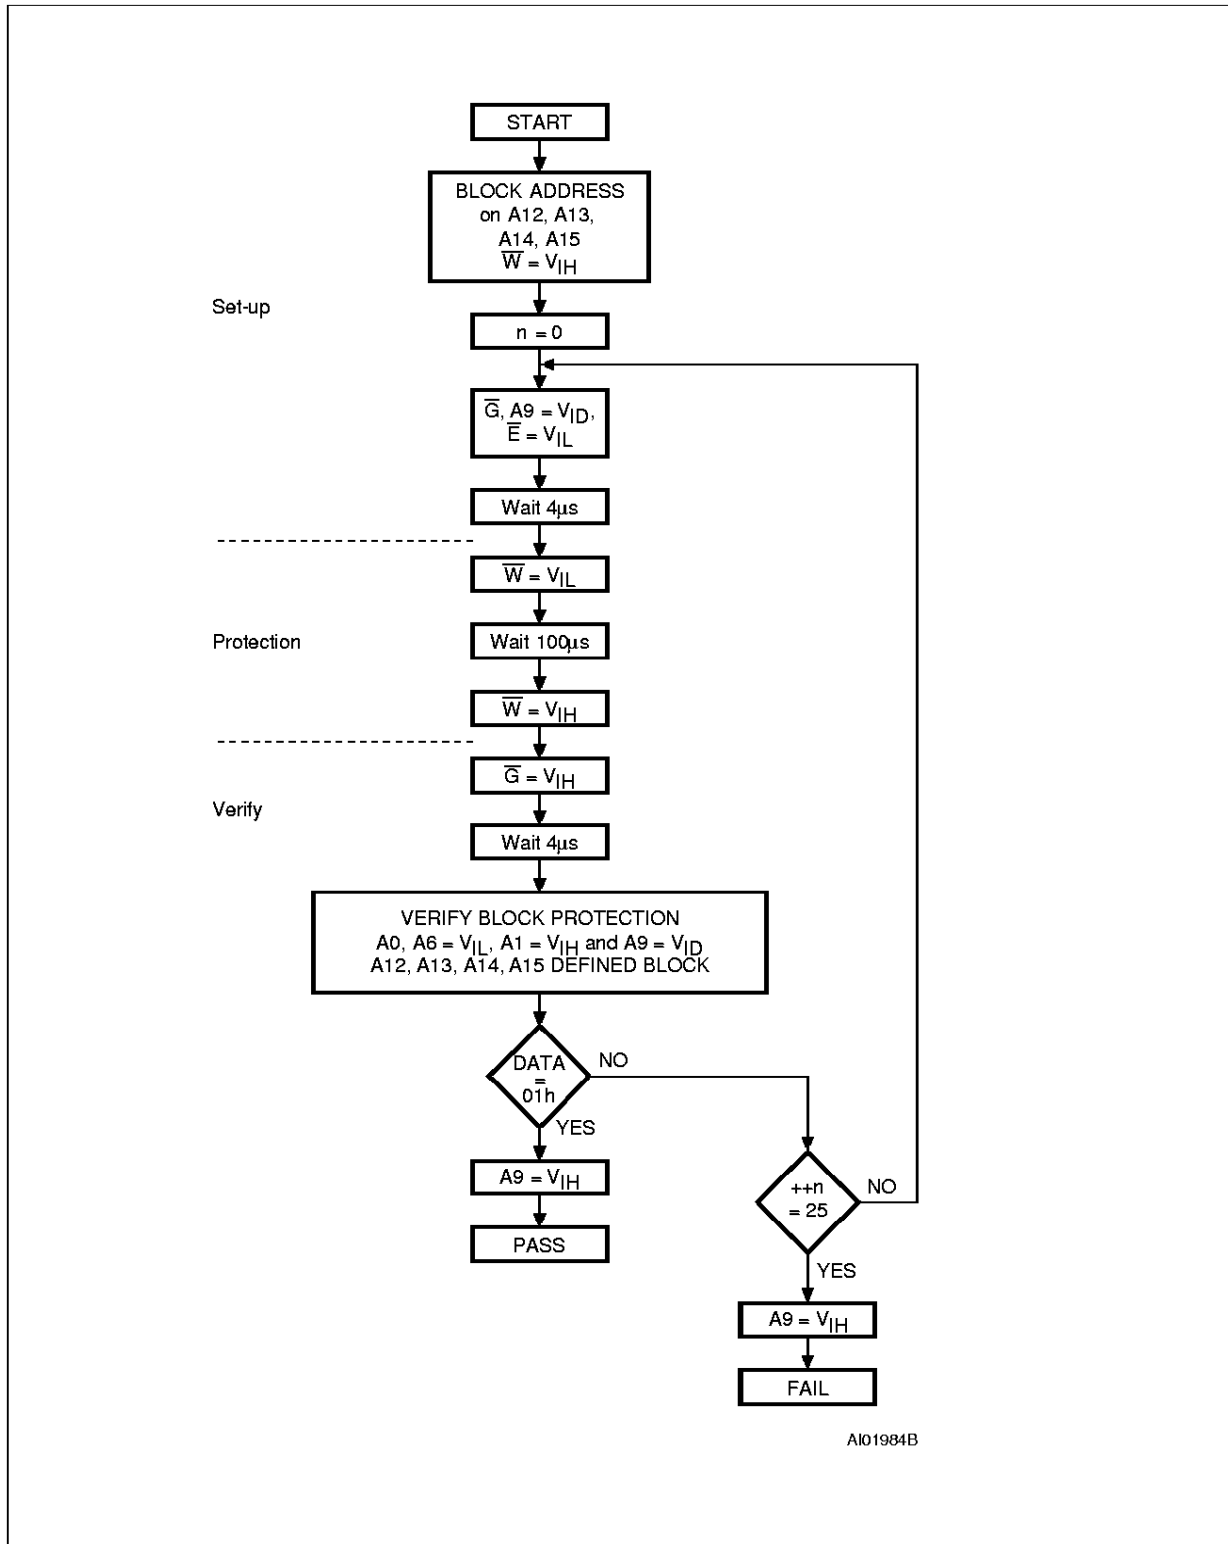 START
BLOCK ADDRESS
on A12, A13,
A14, A15
W̅ = VIH
Set-up
n = 0
G̅, A9 = VID,
E̅ = VIL
Wait 4µs
W̅ = VIL
Protection
Wait 100µs
W̅ = VIH
G̅ = VIH
Verify
Wait 4µs
VERIFY BLOCK PROTECTION
A0, A6 = VIL, A1 = VIH and A9 = VID
A12, A13, A14, A15 DEFINED BLOCK
DATA
=
01h
NO
YES
A9 = VIH
PASS
++n
= 25
NO
YES
A9 = VIH
FAIL
AI01984B